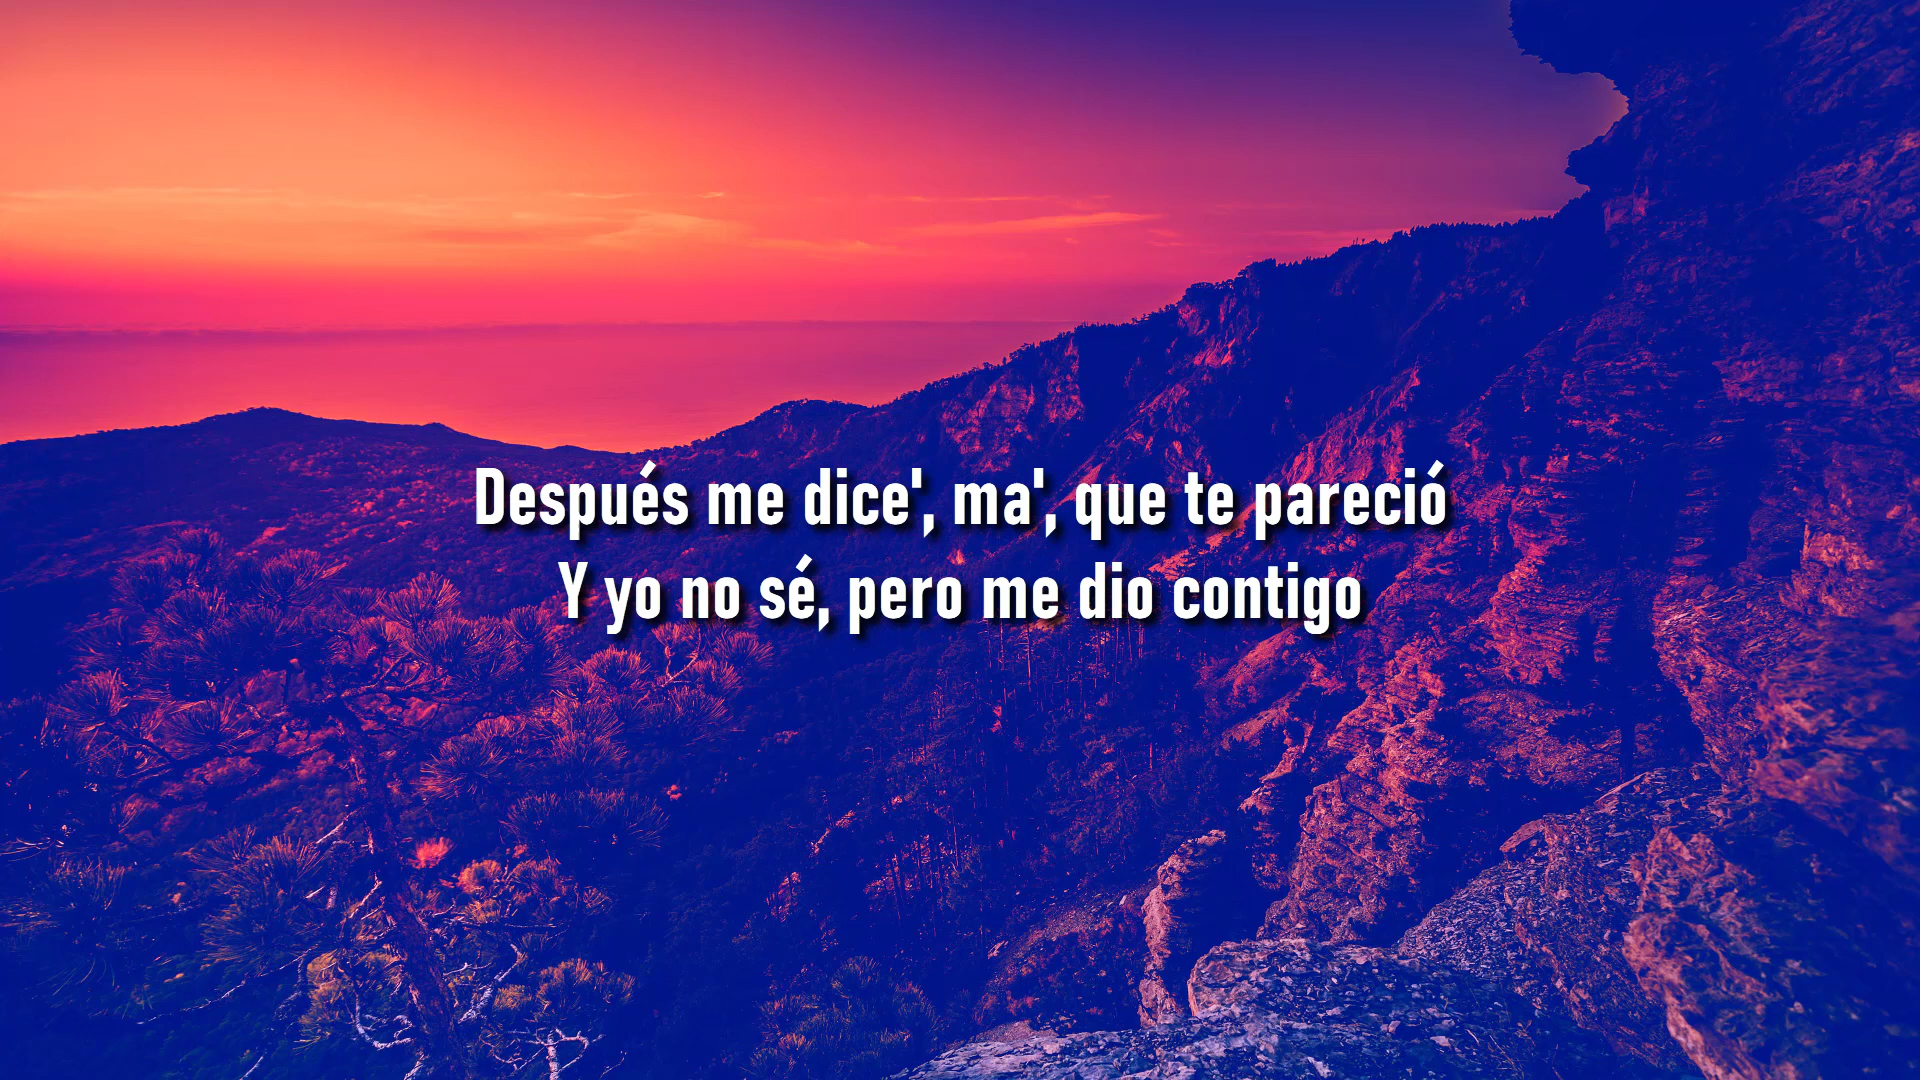 Después me dice', ma', que te pareció
Y yo no sé, pero me dio contigo